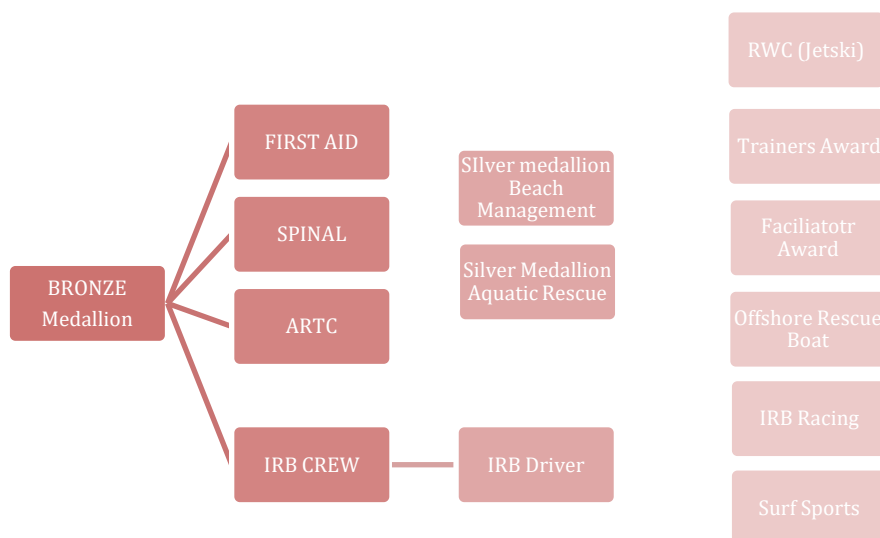 BRONZE
Medallion
FIRST AID
SPINAL
ARTC
IRB CREW
SIlver medallion
Beach
Management
Silver Medallion
Aquatic Rescue
IRB Driver
RWC (Jetski)
Trainers Award
Faciliatotr
Award
Offshore Rescue
Boat
IRB Racing
Surf Sports